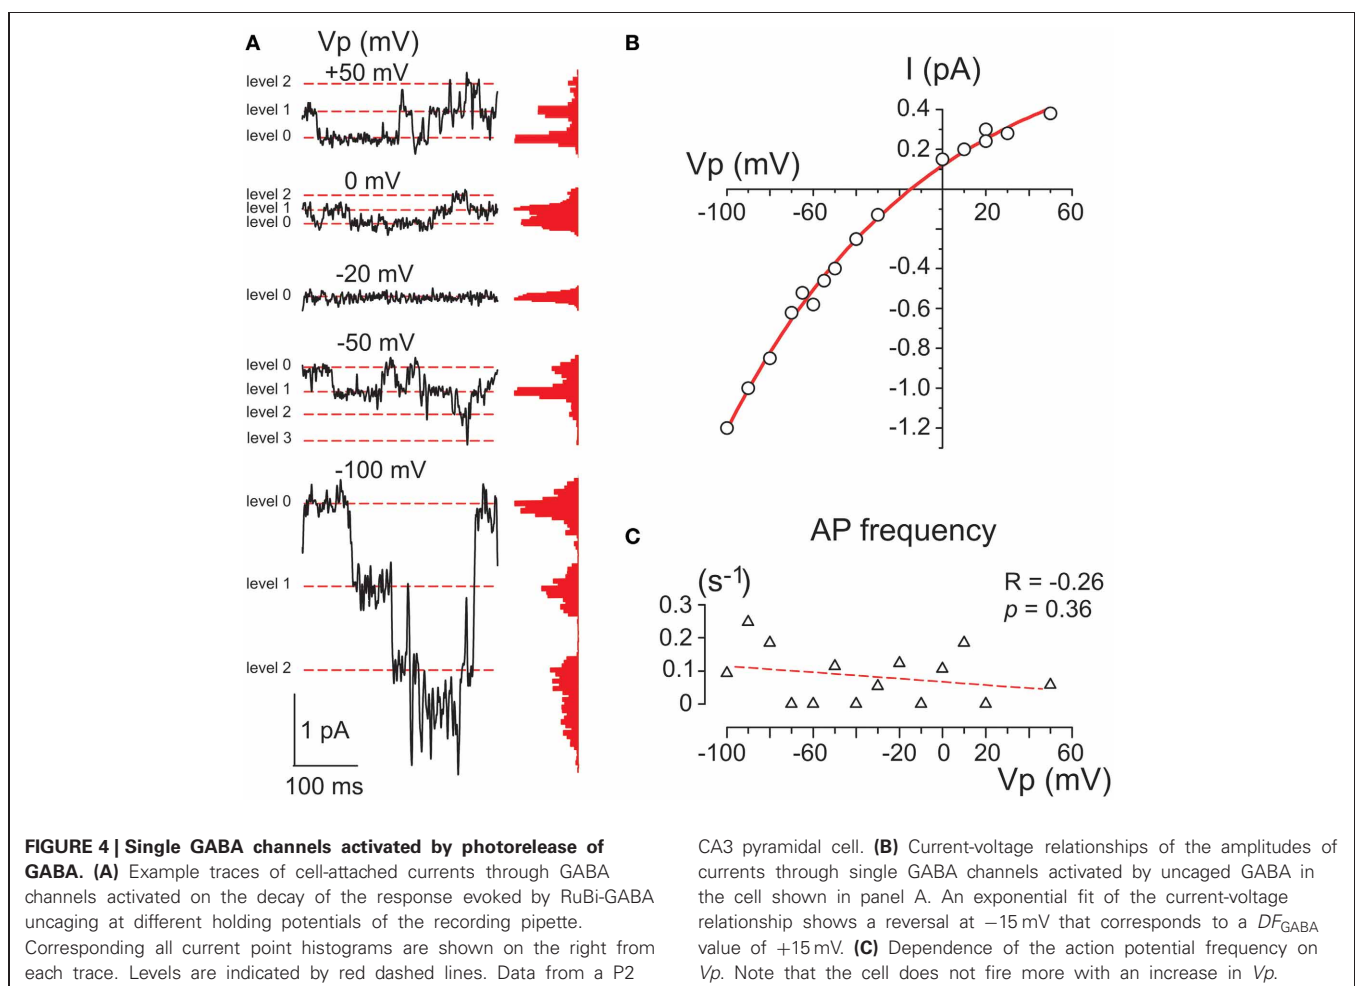 A
Vp (mV)
+50 mV
level 2
level 1
level 0
0 mV
level 2
level 1
level 0
-20 mV
level 0
-50 mV
level 0
level 1
level 2
level 3
-100 mV
level 0
level 1
level 2
1 pA
100 ms
B
I (pA)
0.4
0.2
Vp (mV)
-100 -60 20 60
-0.4
-0.6
-0.8
-1.0
-1.2
C
AP frequency
(s-1)
R = -0.26
p = 0.36
0.3
0.2
0.1
0
-100 -60 -20 0 20 60
Vp (mV)
FIGURE 4 | Single GABA channels activated by photorelease of
GABA. (A) Example traces of cell-attached currents through GABA
channels activated on the decay of the response evoked by RuBi-GABA
uncaging at different holding potentials of the recording pipette.
Corresponding all current point histograms are shown on the right from
each trace. Levels are indicated by red dashed lines. Data from a P2
CA3 pyramidal cell. (B) Current-voltage relationships of the amplitudes of
currents through single GABA channels activated by uncaged GABA in
the cell shown in panel A. An exponential fit of the current-voltage
relationship shows a reversal at −15 mV that corresponds to a DFGABA
value of +15 mV. (C) Dependence of the action potential frequency on
Vp. Note that the cell does not fire more with an increase in Vp.